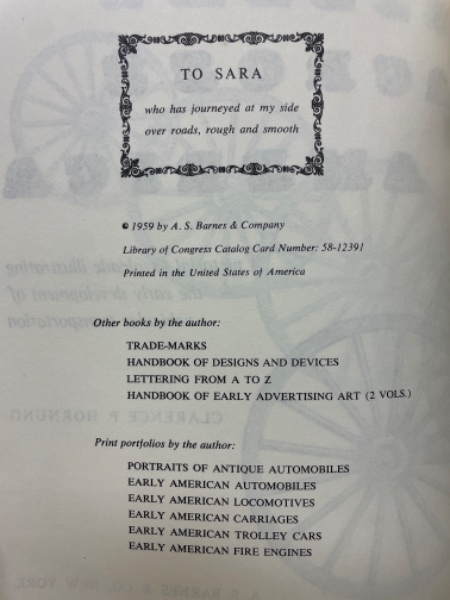 TO SARA
who has journeyed at my side
over roads, rough and smooth
© 1959 by A. S. Barnes & Company
Library of Congress Catalog Card Number: 58-12391
Printed in the United States of America
Other books by the author:
TRADE-MARKS
HANDBOOK OF DESIGNS AND DEVICES
LETTERING FROM A TO Z
HANDBOOK OF EARLY ADVERTISING ART (2 VOLS.)
Print portfolios by the author:
PORTRAITS OF ANTIQUE AUTOMOBILES
EARLY AMERICAN AUTOMOBILES
EARLY AMERICAN LOCOMOTIVES
EARLY AMERICAN CARRIAGES
EARLY AMERICAN TROLLEY CARS
EARLY AMERICAN FIRE ENGINES